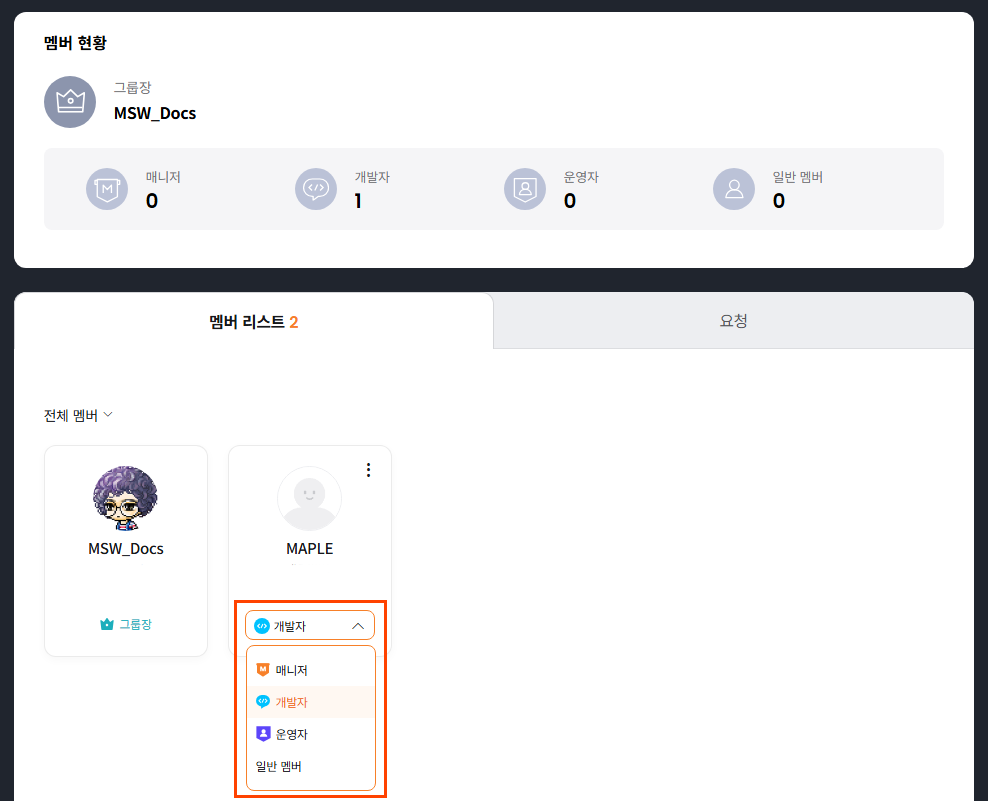 멤버 현황
그룹장
MSW_Docs
매니저
0
개발자
1
운영자
0
일반 멤버
0
멤버 리스트 2
요청
전체 멤버
MSW_Docs
그룹장
MAPLE
개발자
매니저
개발자
운영자
일반 멤버